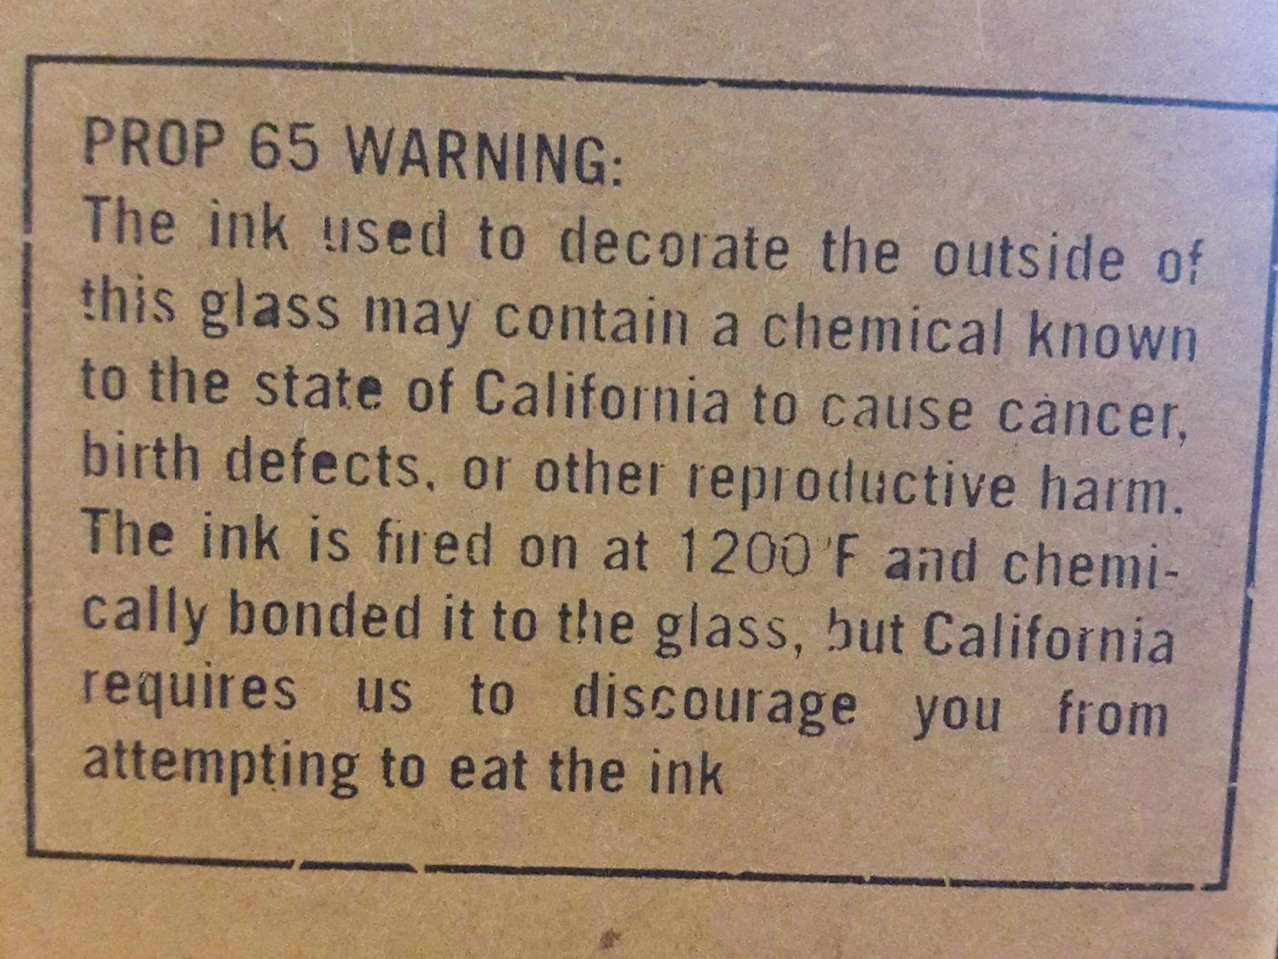 PROP 65 WARNING:
The ink used to decorate the outside of
this glass may contain a chemical known
to the state of California to cause cancer,
birth defects, or other reproductive harm.
The ink is fired on at 1200°F and chemi-
cally bonded it to the glass, but California
requires us to discourage you from
attempting to eat the ink